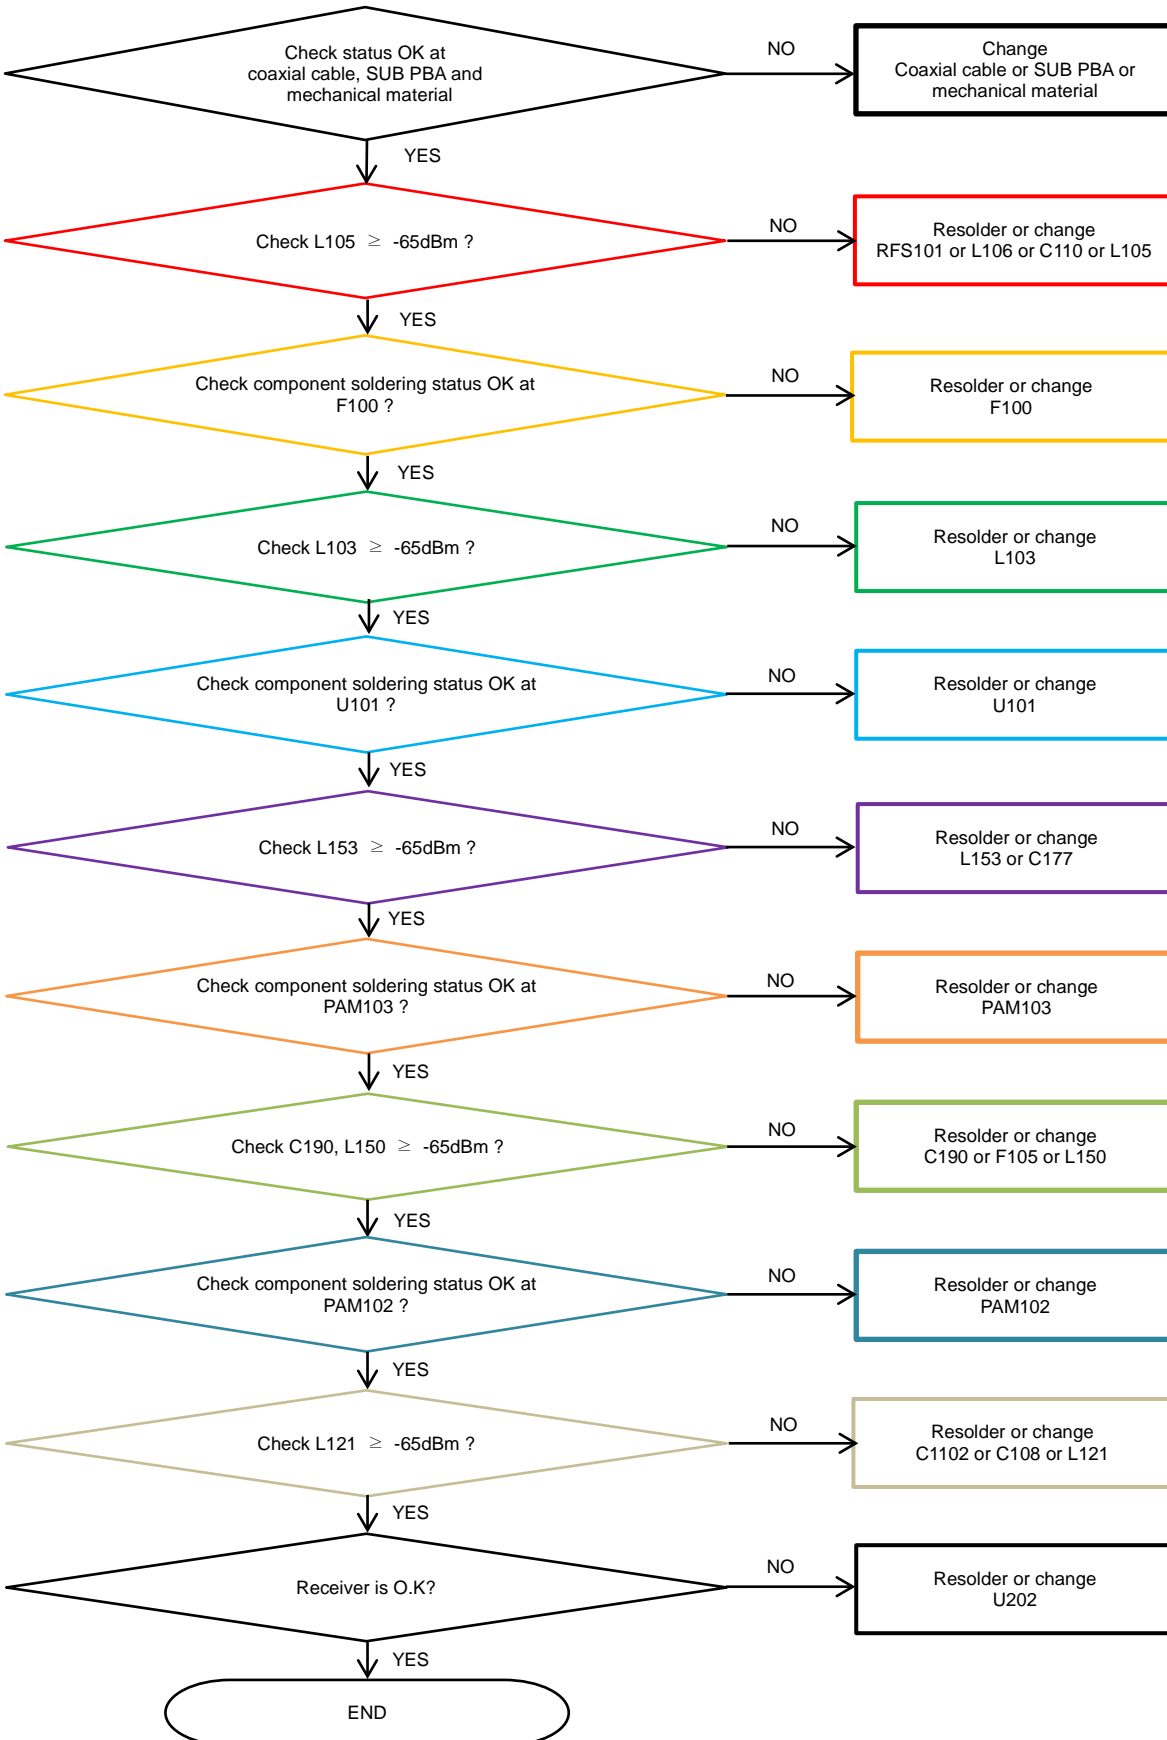 Check status OK at
coaxial cable, SUB PBA and
mechanical material
NO
Change
Coaxial cable or SUB PBA or
mechanical material
YES
Check L105 ≥ -65dBm ?
NO
Resolder or change
RFS101 or L106 or C110 or L105
YES
Check component soldering status OK at
F100 ?
NO
Resolder or change
F100
YES
Check L103 ≥ -65dBm ?
NO
Resolder or change
L103
YES
Check component soldering status OK at
U101 ?
NO
Resolder or change
U101
YES
Check L153 ≥ -65dBm ?
NO
Resolder or change
L153 or C177
YES
Check component soldering status OK at
PAM103 ?
NO
Resolder or change
PAM103
YES
Check C190, L150 ≥ -65dBm ?
NO
Resolder or change
C190 or F105 or L150
YES
Check component soldering status OK at
PAM102 ?
NO
Resolder or change
PAM102
YES
Check L121 ≥ -65dBm ?
NO
Resolder or change
C1102 or C108 or L121
YES
Receiver is O.K?
NO
Resolder or change
U202
YES
END